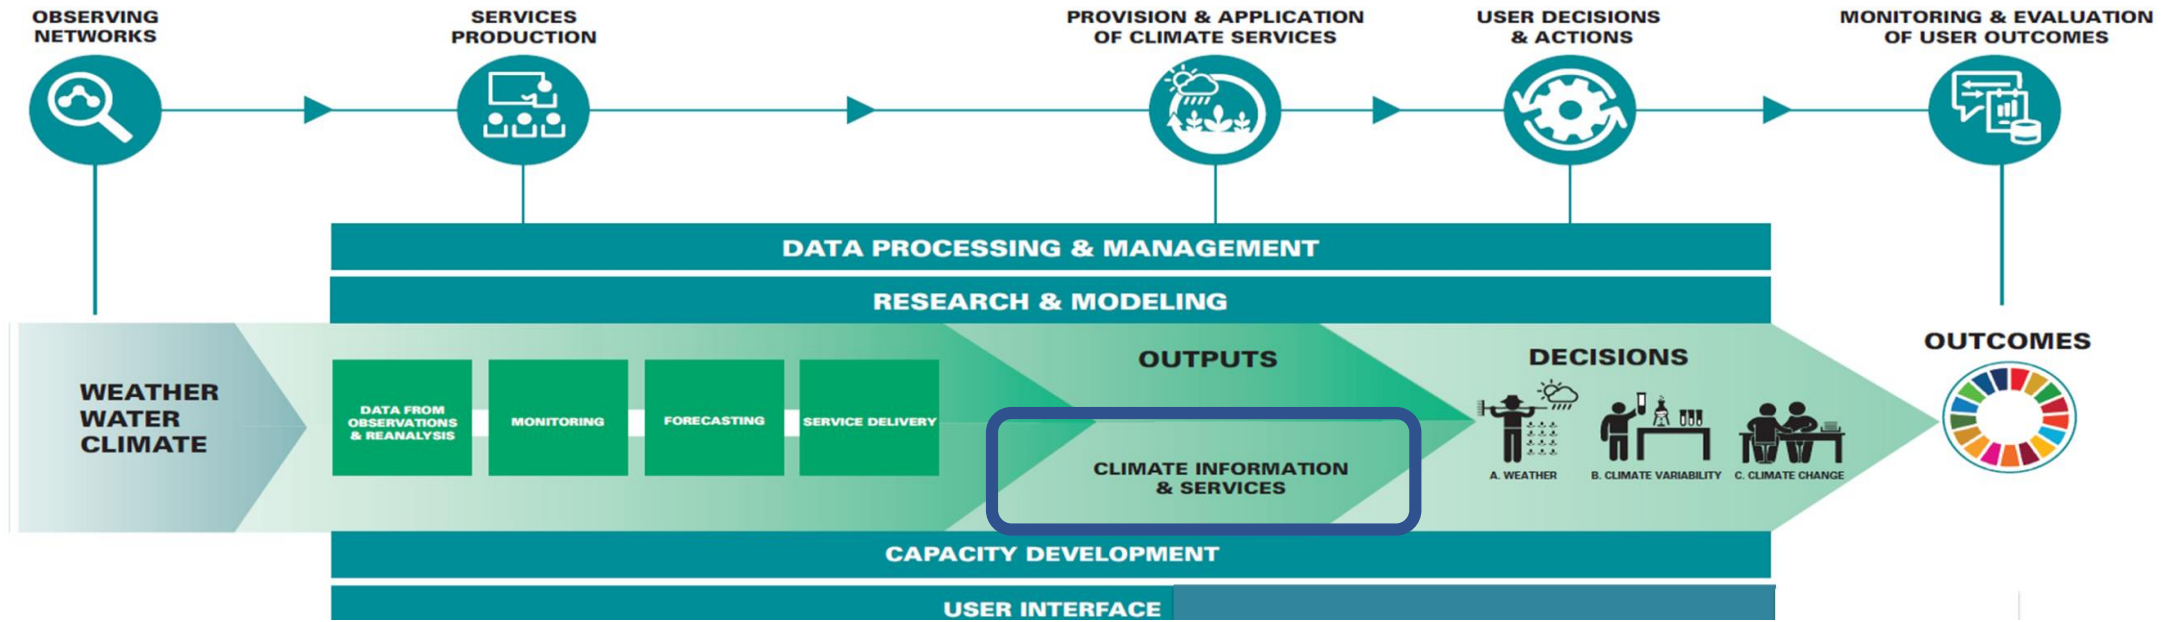 OBSERVING
NETWORKS
SERVICES
PRODUCTION
PROVISION & APPLICATION
OF CLIMATE SERVICES
USER DECISIONS
& ACTIONS
MONITORING & EVALUATION
OF USER OUTCOMES
DATA PROCESSING & MANAGEMENT
RESEARCH & MODELING
WEATHER
WATER
CLIMATE
DATA FROM
OBSERVATIONS
& REANALYSIS
MONITORING
FORECASTING
SERVICE DELIVERY
OUTPUTS
CLIMATE INFORMATION
& SERVICES
DECISIONS
A. WEATHER
B. CLIMATE VARIABILITY
C. CLIMATE CHANGE
OUTCOMES
CAPACITY DEVELOPMENT
USER INTERFACE